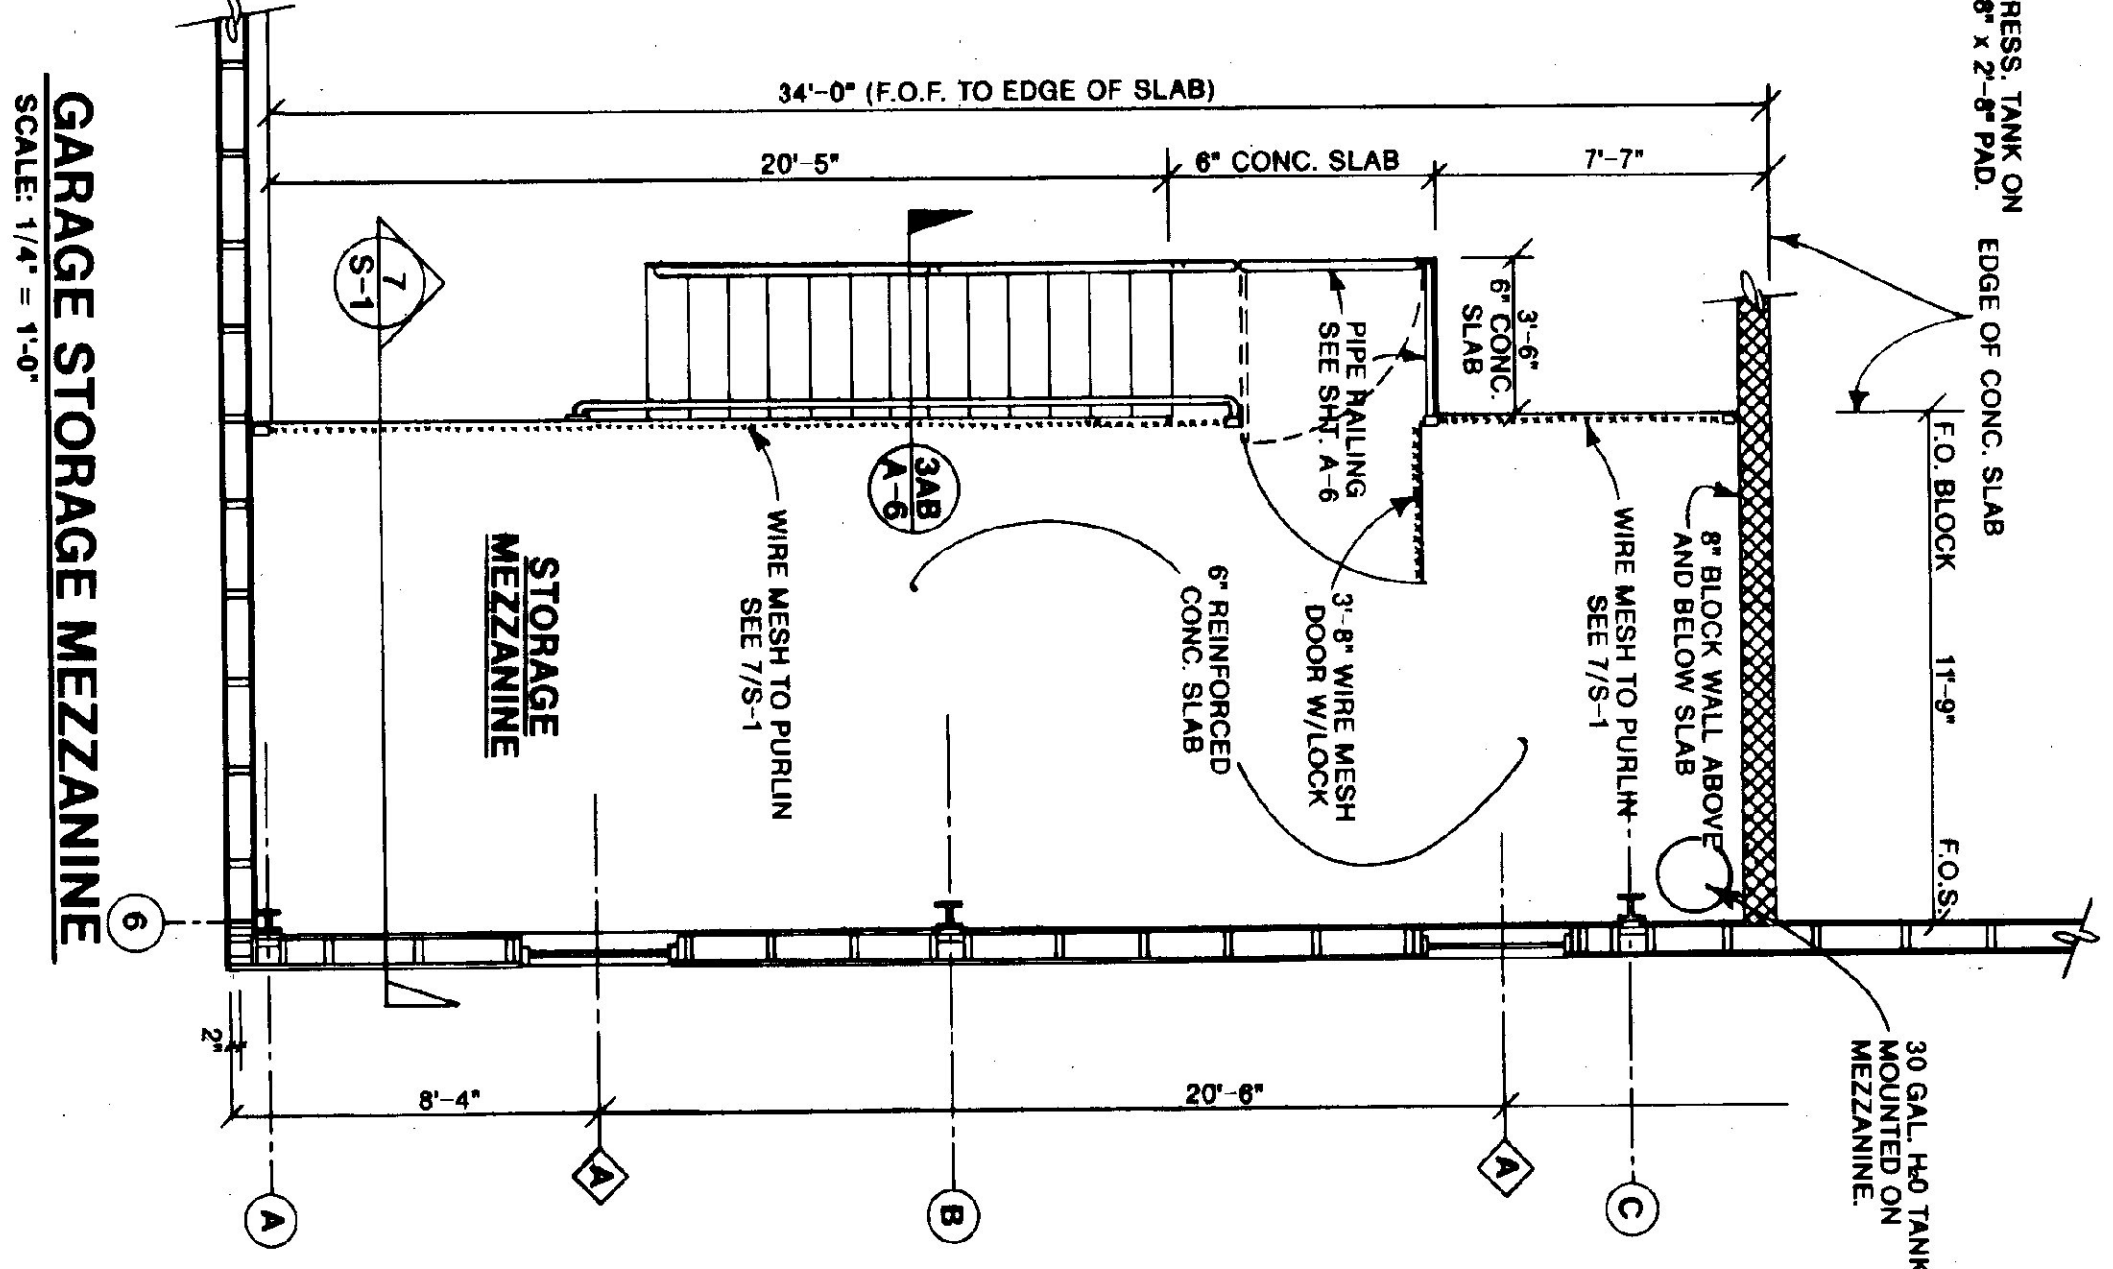 GARAGE STORAGE MEZZANINE
SCALE: 1/4" = 1'-0"
34'-0" (F.O.F. TO EDGE OF SLAB)
20'-5"
6" CONC. SLAB
7'-7"
RESS. TANK ON
8" x 2'-8" PAD.
EDGE OF CONC. SLAB
3'-6"
6" CONC.
SLAB
PIPE RAILING
SEE SHT. A-6
7
S-1
3AB
A-6
F.O. BLOCK
11'-9"
F.O.S.
8" BLOCK WALL ABOVE
AND BELOW SLAB
WIRE MESH TO PURLIN
SEE 7/S-1
3'-8" WIRE MESH
DOOR W/LOCK
6" REINFORCED
CONC. SLAB
WIRE MESH TO PURLIN
SEE 7/S-1
STORAGE
MEZZANINE
30 GAL. H2O TANK
MOUNTED ON
MEZZANINE.
6
2"
8'-4"
20'-6"
A
A
A
B
C